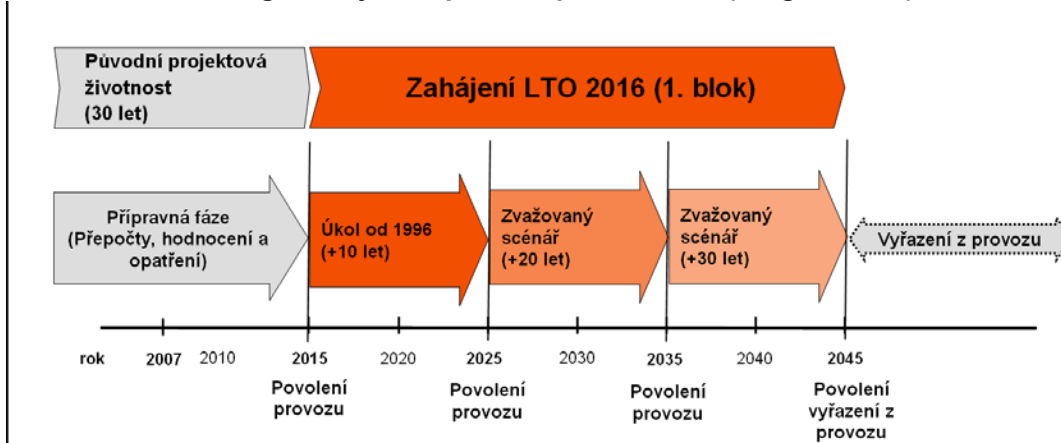 Původní projektová
životnost
(30 let)
Zahájení LTO 2016 (1. blok)
Přípravná fáze
(Přepočty, hodnocení a
opatření)
Úkol od 1996
(+10 let)
Zvažovaný
scénář
(+20 let)
Zvažovaný
scénář
(+30 let)
Vyřazení z provozu
rok 2007 2010 2015 2020 2025 2030 2035 2040 2045
Povolení
provozu
Povolení
provozu
Povolení
provozu
Povolení
vyřazení z
provozu